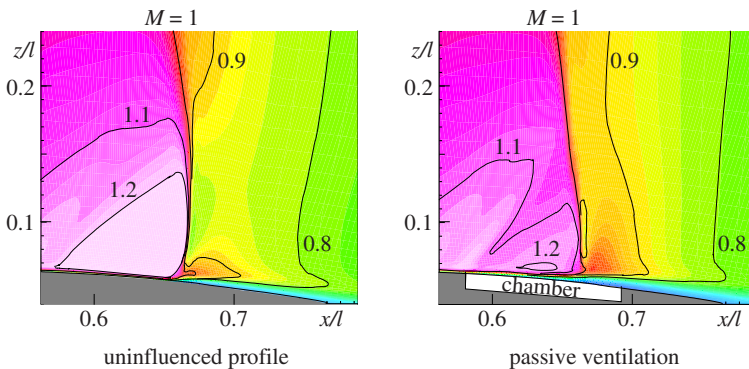 M = 1
z/l
0.2
0.1
0.9
1.1
1.2
0.8
0.6
0.7
x/l
uninfluenced profile
M = 1
z/l
0.2
0.1
0.9
1.1
1.2
0.8
chamber
0.6
0.7
x/l
passive ventilation